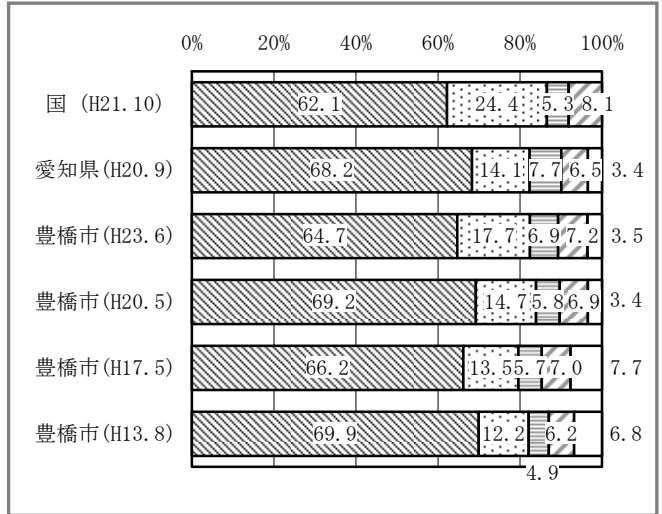 0% 20% 40% 60% 80% 100%
国 (H21.10) 62.1 24.4 5.3 8.1
愛知県(H20.9) 68.2 14.1 7.7 6.5 3.4
豊橋市(H23.6) 64.7 17.7 6.9 7.2 3.5
豊橋市(H20.5) 69.2 14.7 5.8 6.9 3.4
豊橋市(H17.5) 66.2 13.5 5.7 7.0 7.7
豊橋市(H13.8) 69.9 12.2 6.2 6.8
4.9